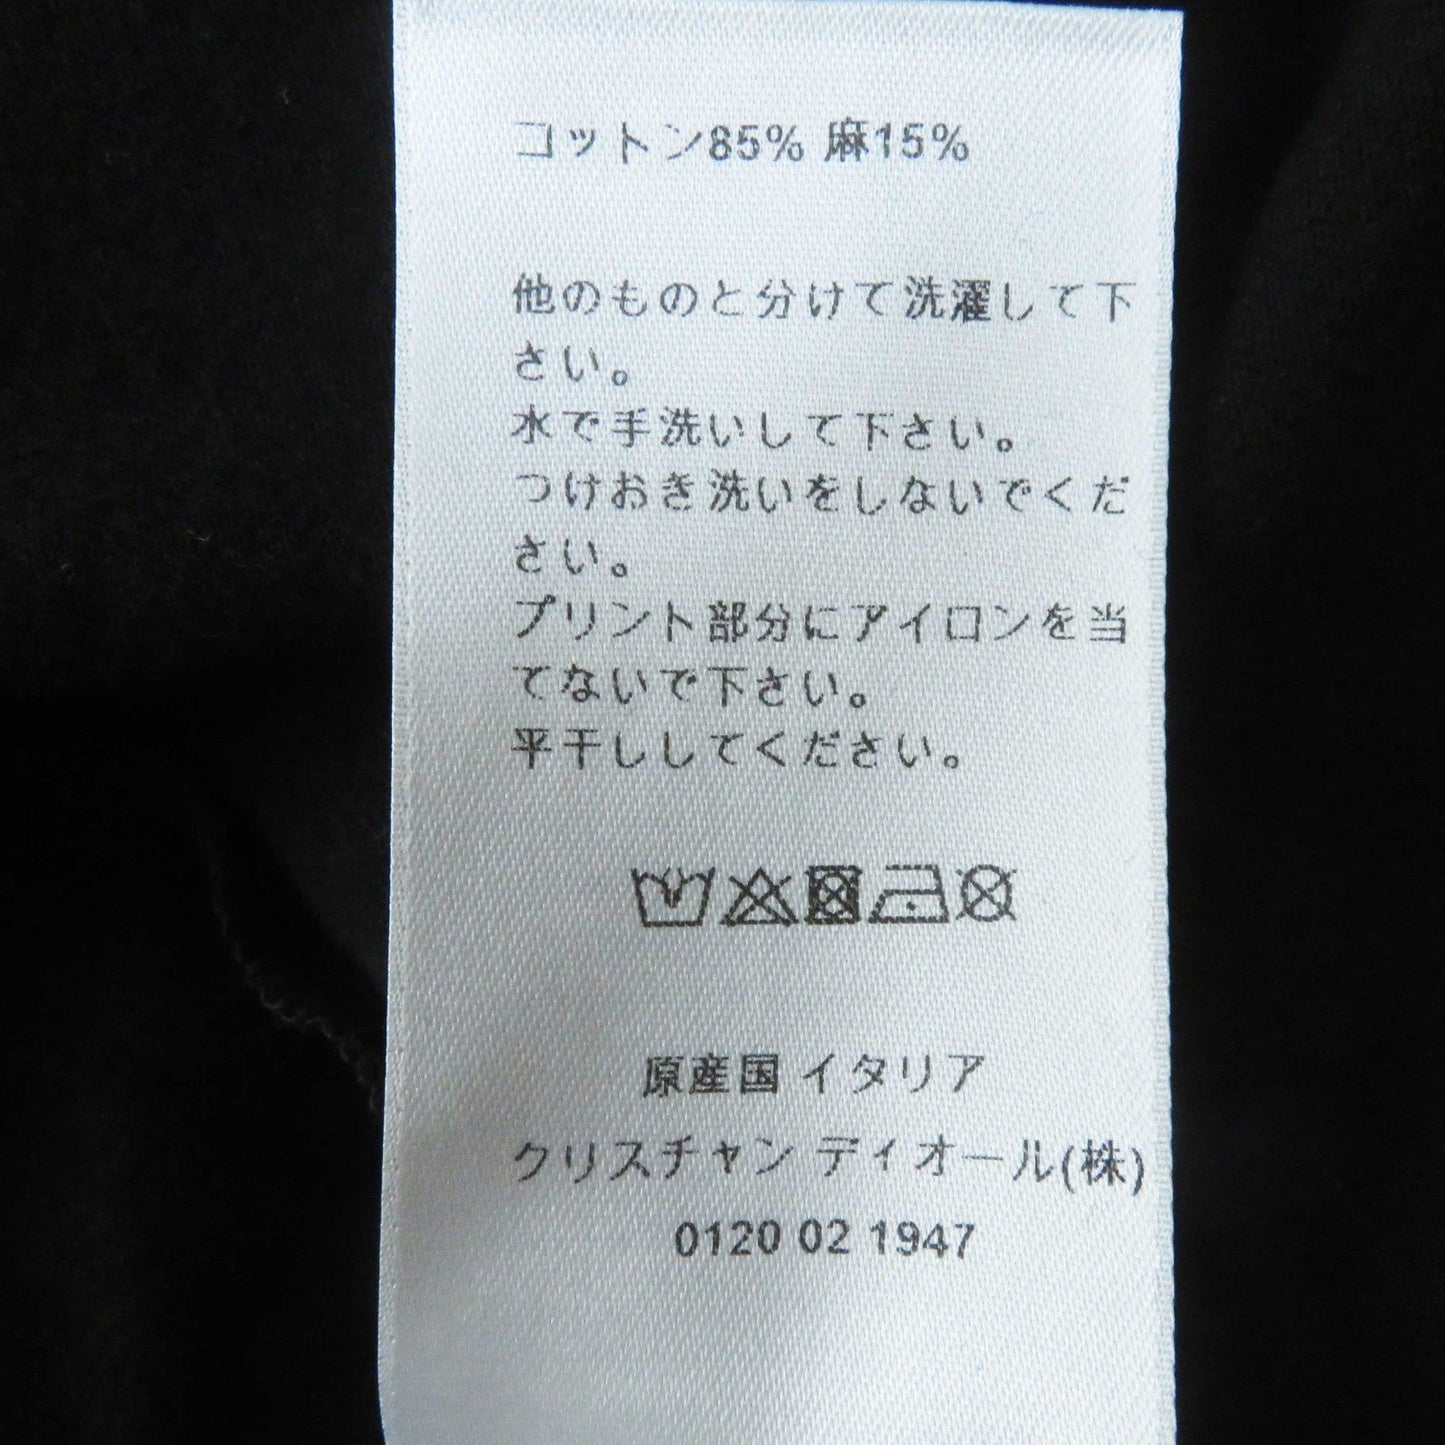 コットン85% 麻15%
他のものと分けて洗濯して下
さい。
水で手洗いして下さい。
つけおき洗いをしないでくだ
さい。
プリント部分にアイロンを当
てないで下さい。
平干ししてください。
原産国 イタリア
クリスチャン ディオール(株)
0120 02 1947